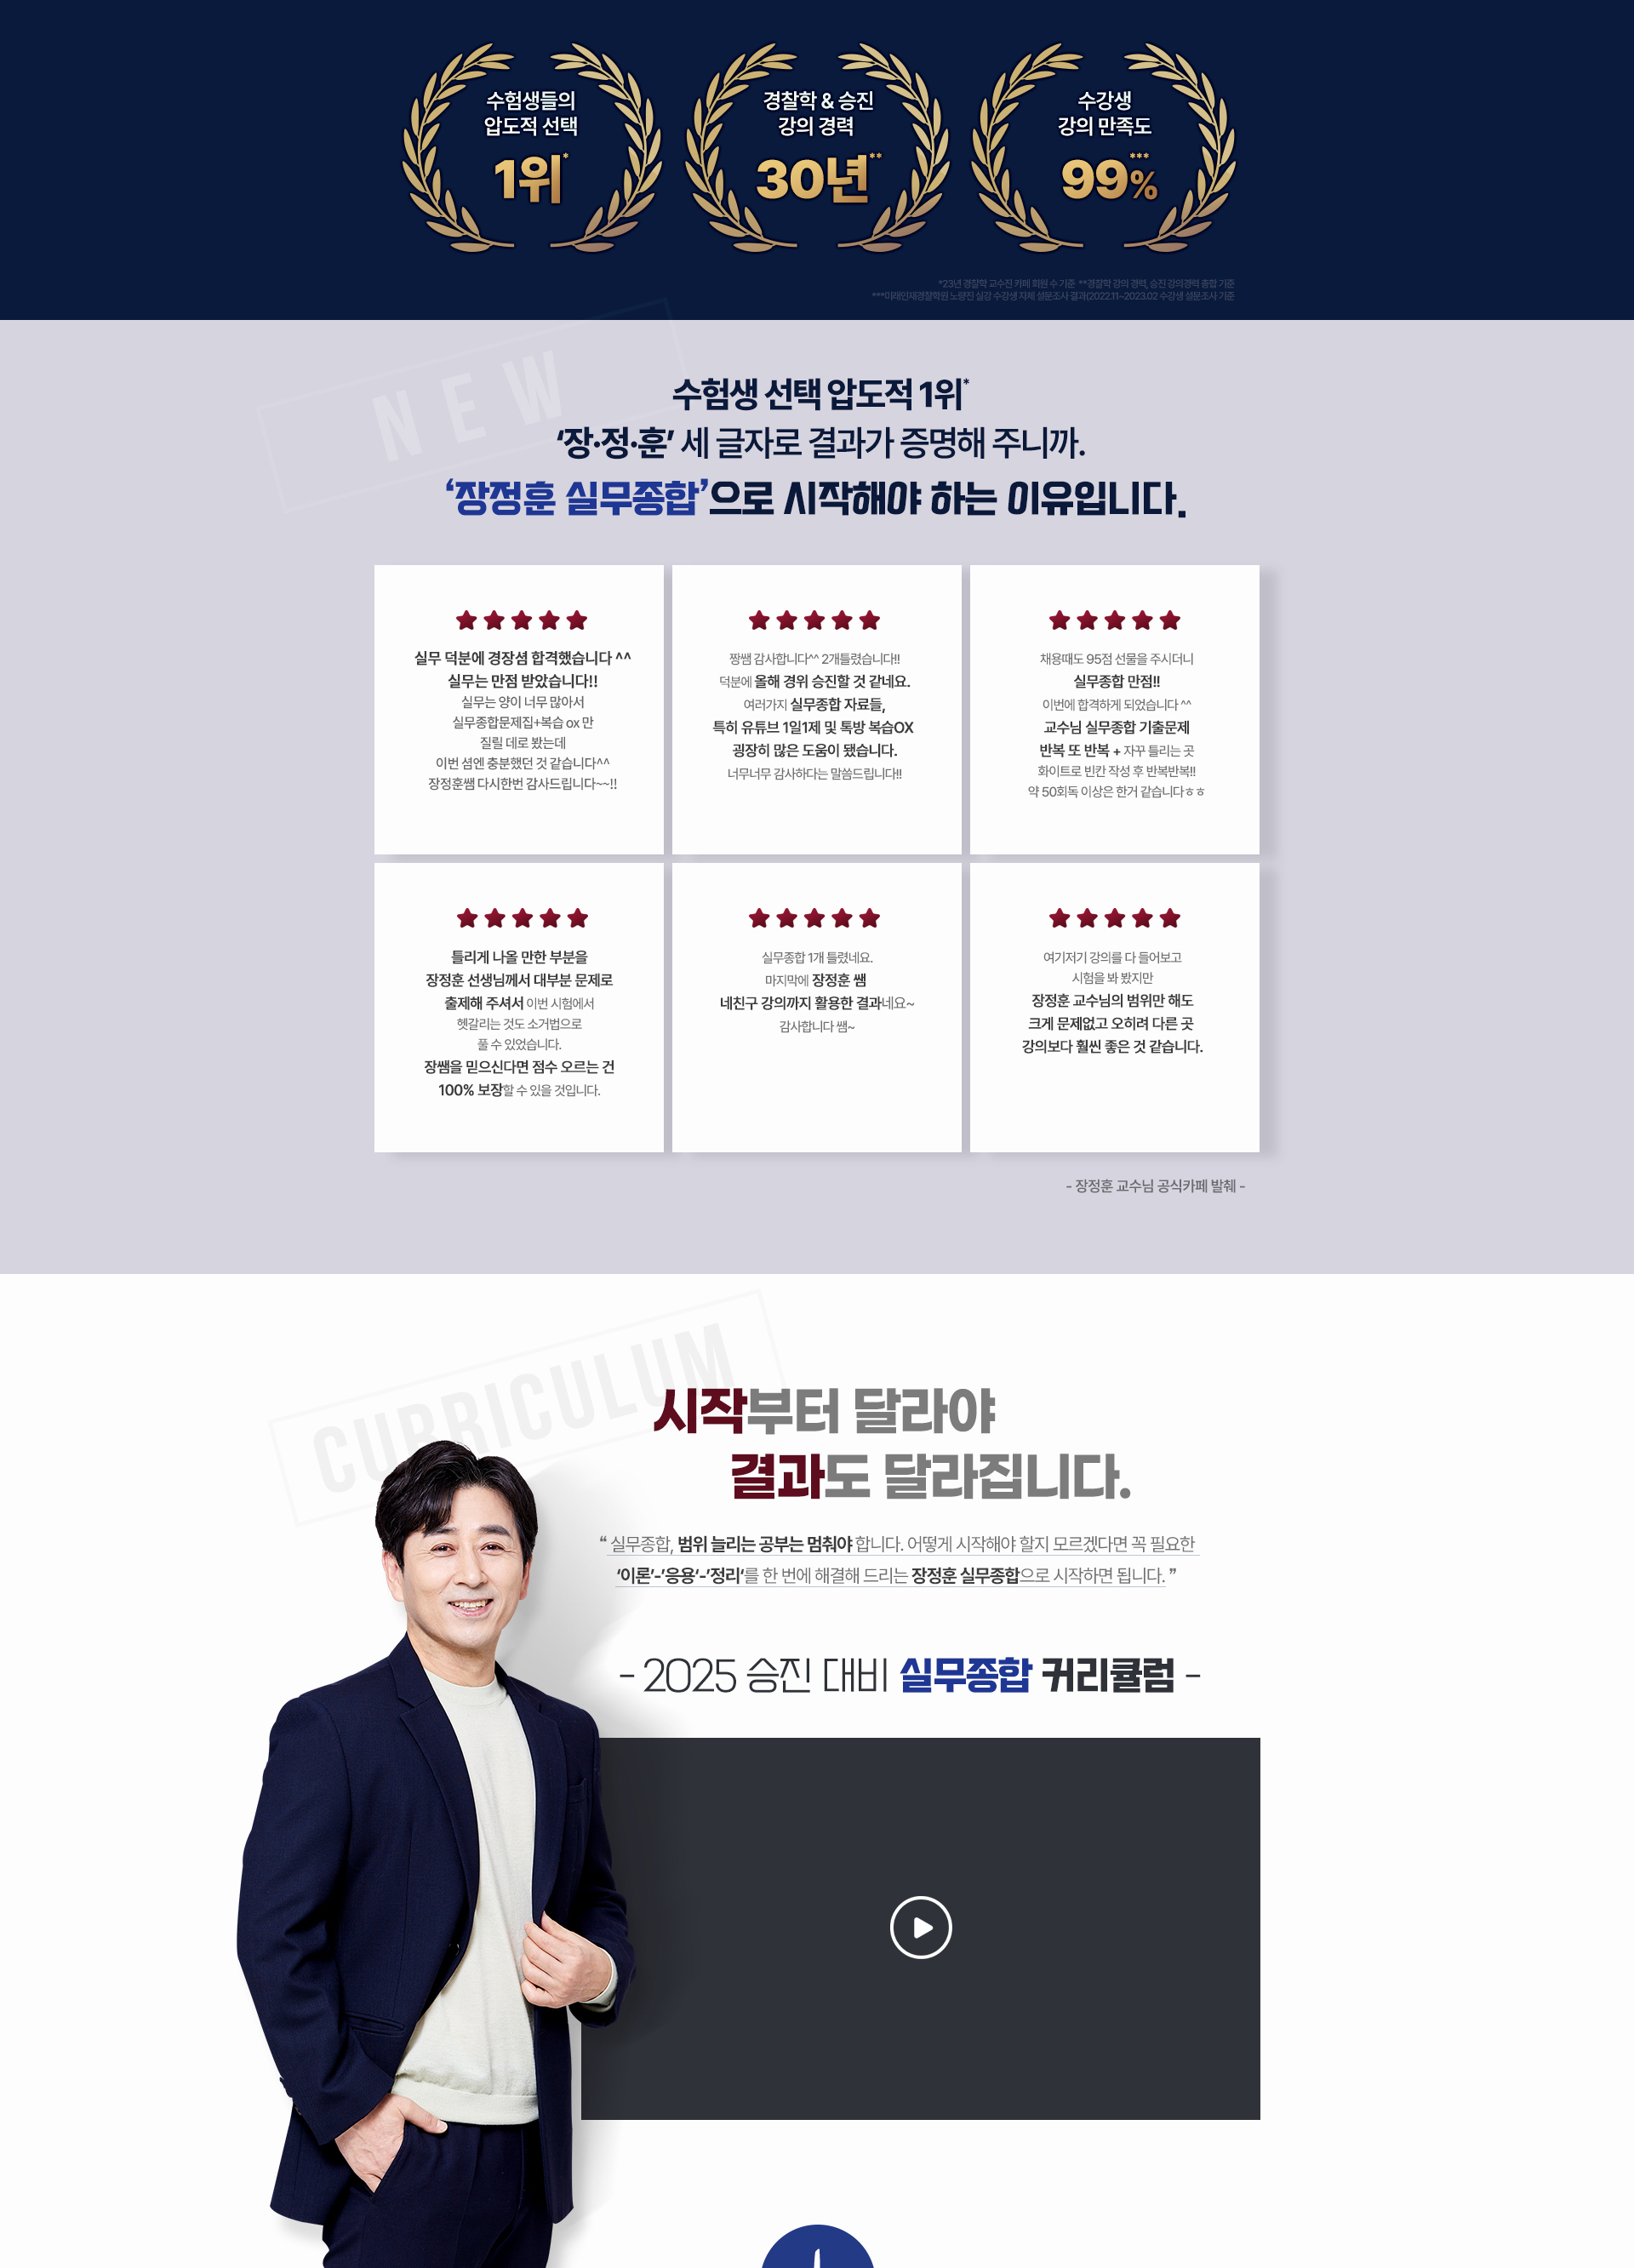 수험생들의
압도적 선택
1위*
경찰학 & 승진
강의 경력
30년**
수강생
강의 만족도
99%***
*23년 경찰학 교수진 카페 회원 수 기준 **경찰학 강의 경력, 승진 강의경력 총합 기준
***미래인재경찰학원 노량진 실강 수강생 자체 설문조사 결과(2022.11~2023.02 수강생 설문조사 기준
NEW
수험생 선택 압도적 1위*
‘장·정·훈’ 세 글자로 결과가 증명해 주니까.
‘장정훈 실무종합’으로 시작해야 하는 이유입니다.
실무 덕분에 경장셤 합격했습니다 ^^
실무는 만점 받았습니다!!
실무는 양이 너무 많아서
실무종합문제집+복습 ox 만
질릴 데로 봤는데
이번 셤엔 충분했던 것 같습니다^^
장정훈쌤 다시한번 감사드립니다~~!!
짱쌤 감사합니다^^ 2개틀렸습니다!!
덕분에 올해 경위 승진할 것 같네요.
여러가지 실무종합 자료들,
특히 유튜브 1일1제 및 톡방 복습OX
굉장히 많은 도움이 됐습니다.
너무너무 감사하다는 말씀드립니다!!
채용때도 95점 선물을 주시더니
실무종합 만점!!
이번에 합격하게 되었습니다 ^^
교수님 실무종합 기출문제
반복 또 반복 + 자꾸 틀리는 곳
화이트로 빈칸 작성 후 반복반복!!
약 50회독 이상은 한거 같습니다ㅎㅎ
틀리게 나올 만한 부분을
장정훈 선생님께서 대부분 문제로
출제해 주셔서 이번 시험에서
헷갈리는 것도 소거법으로
풀 수 있었습니다.
장쌤을 믿으신다면 점수 오르는 건
100% 보장할 수 있을 것입니다.
실무종합 1개 틀렸네요.
마지막에 장정훈 쌤
네친구 강의까지 활용한 결과네요~
감사합니다 쌤~
여기저기 강의를 다 들어보고
시험을 봐 봤지만
장정훈 교수님의 범위만 해도
크게 문제없고 오히려 다른 곳
강의보다 훨씬 좋은 것 같습니다.
- 장정훈 교수님 공식카페 발췌 -
CURRICULUM
시작부터 달라야
결과도 달라집니다.
“ 실무종합, 범위 늘리는 공부는 멈춰야 합니다. 어떻게 시작해야 할지 모르겠다면 꼭 필요한
‘이론’-’응용‘-’정리‘를 한 번에 해결해 드리는 장정훈 실무종합으로 시작하면 됩니다. ”
- 2025 승진 대비 실무종합 커리큘럼 -